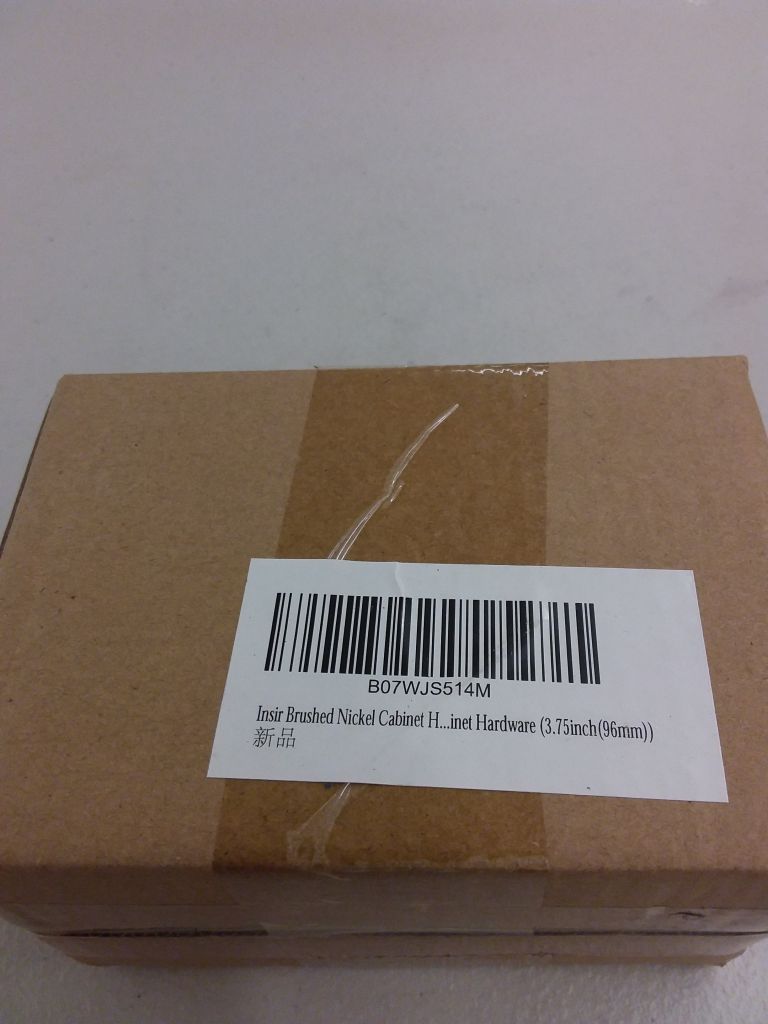 B07WJS514M
Insir Brushed Nickel Cabinet H...inet Hardware (3.75inch(96mm))
新品